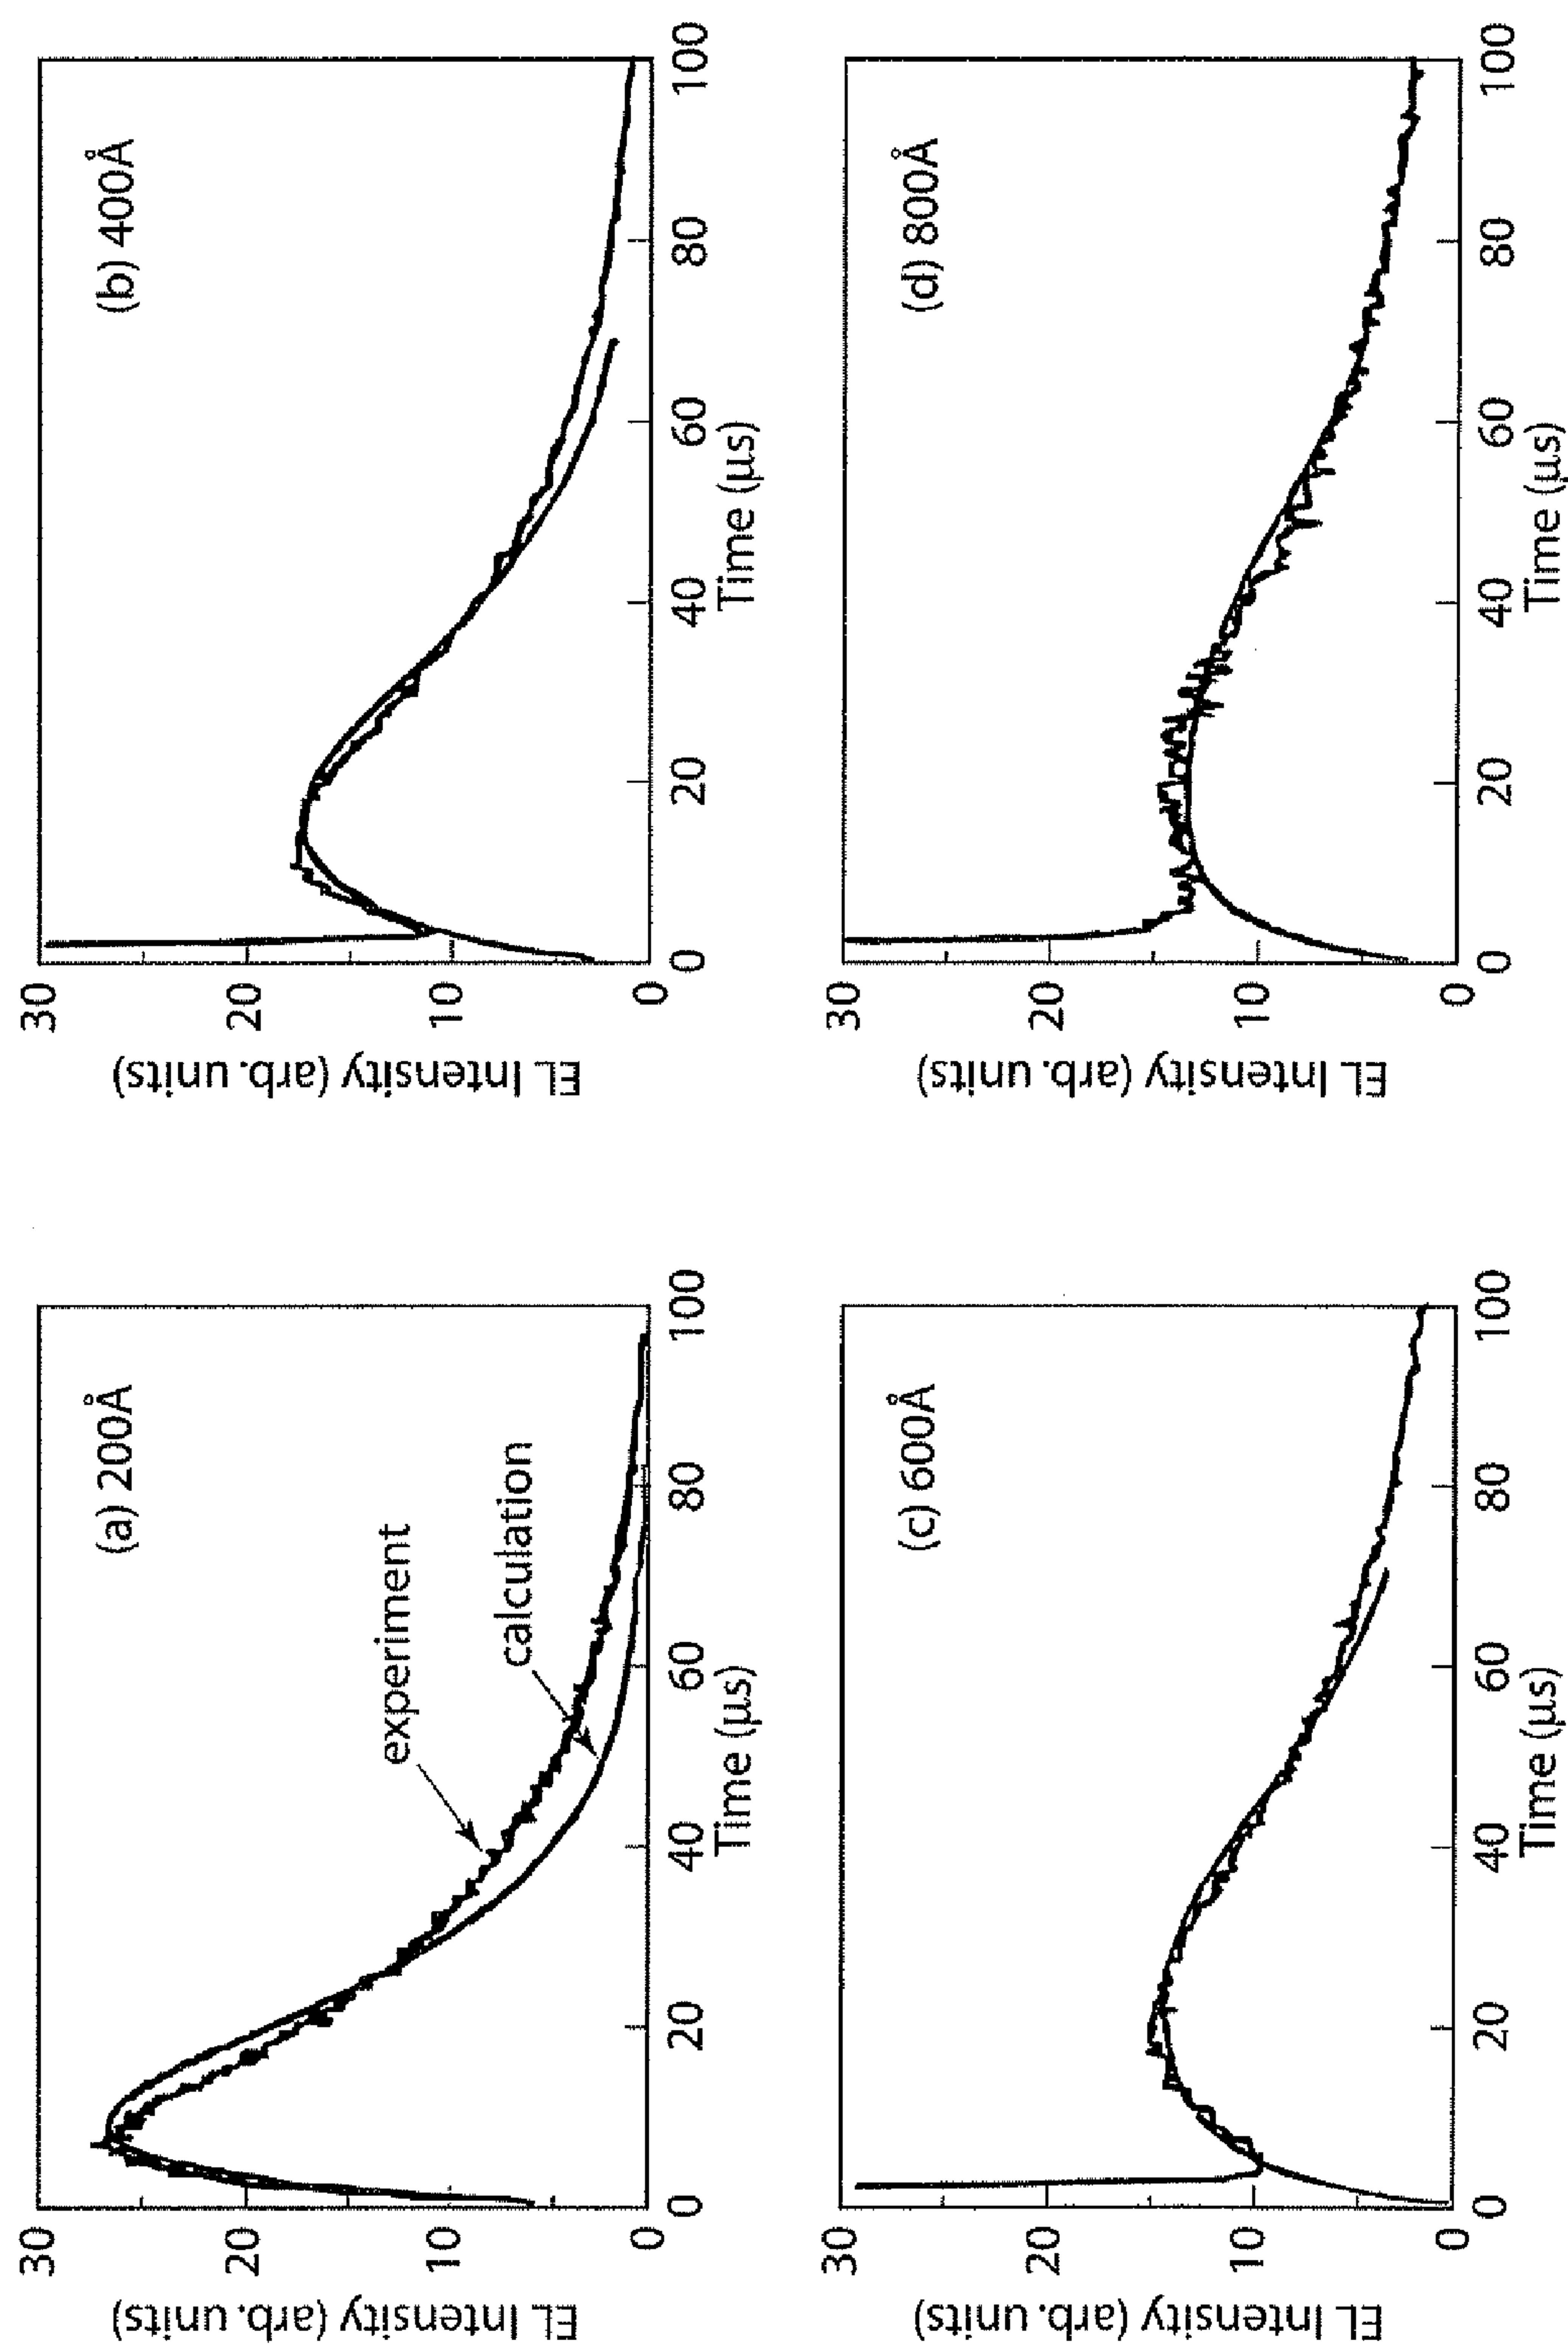 (a) 200Å
experiment
calculation
EL Intensity (arb. units)
30
20
10
0
0 20 40 60 80 100
Time (μs)
(b) 400Å
EL Intensity (arb. units)
30
20
10
0
0 20 40 60 80 100
Time (μs)
(c) 600Å
EL Intensity (arb. units)
30
20
10
0
0 20 40 60 80 100
Time (μs)
(d) 800Å
EL Intensity (arb. units)
30
20
10
0
0 20 40 60 80 100
Time (μs)